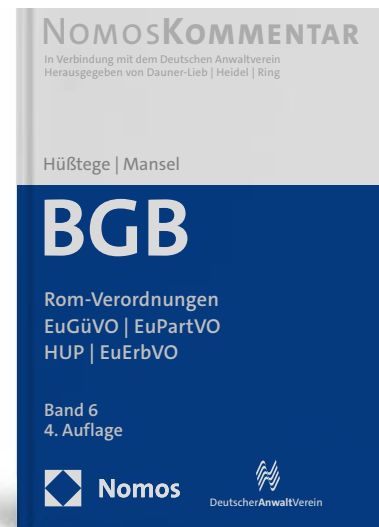 NomosKommentar
In Verbindung mit dem Deutschen Anwaltverein
Herausgegeben von Dauner-Lieb | Heidel | Ring
Hüßtege | Mansel
BGB
Rom-Verordnungen
EuGüVO | EuPartVO
HUP | EuErbVO
Band 6
4. Auflage
Nomos
DeutscherAnwaltVerein